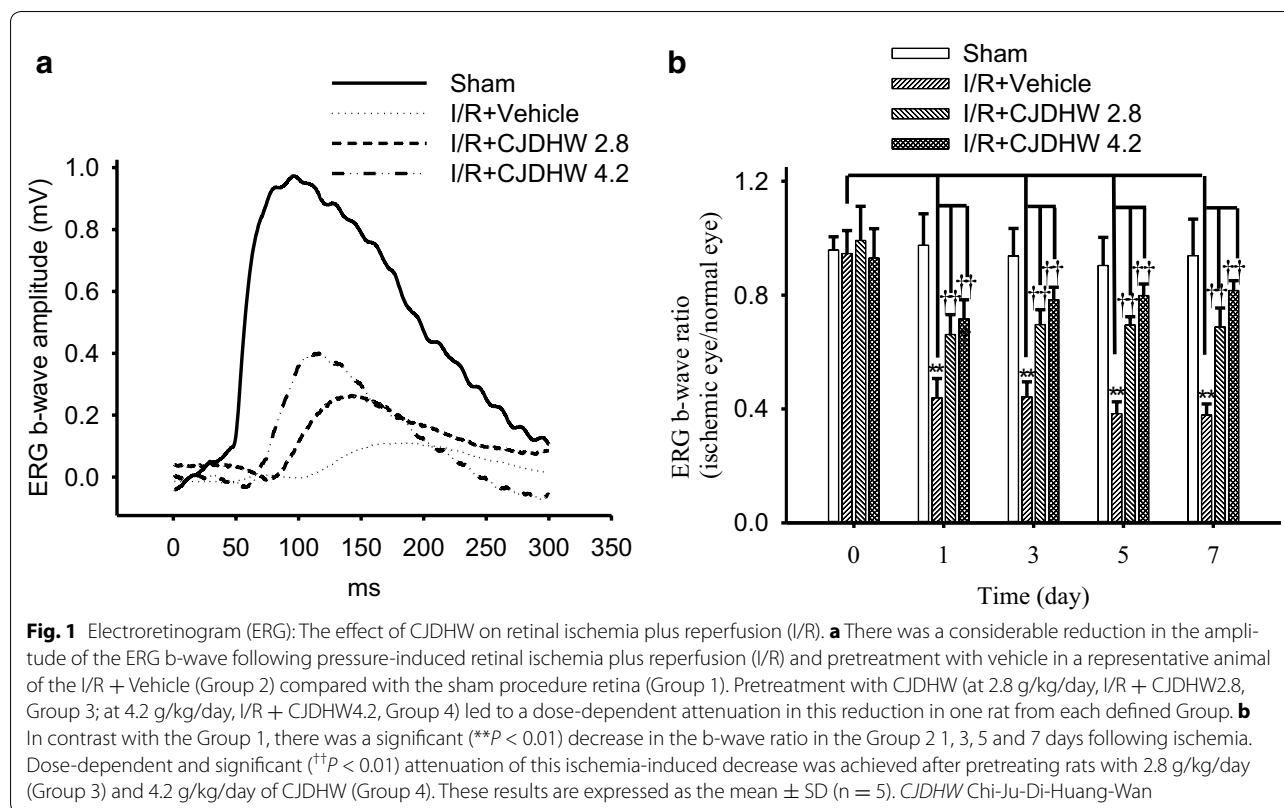 a
Sham
I/R+Vehicle
I/R+CJDHW 2.8
I/R+CJDHW 4.2
ERG b-wave amplitude (mV)
1.0
0.8
0.6
0.4
0.2
0.0
0 50 100 150 200 250 300 350
ms
b
Sham
I/R+Vehicle
I/R+CJDHW 2.8
I/R+CJDHW 4.2
ERG b-wave ratio
(ischemic eye/normal eye)
1.2
0.8
0.4
0.0
** †† ††
** †† ††
** †† ††
** †† ††
0 1 3 5 7
Time (day)
Fig. 1 Electroretinogram (ERG): The effect of CJDHW on retinal ischemia plus reperfusion (I/R). a There was a considerable reduction in the ampli-
tude of the ERG b-wave following pressure-induced retinal ischemia plus reperfusion (I/R) and pretreatment with vehicle in a representative animal
of the I/R + Vehicle (Group 2) compared with the sham procedure retina (Group 1). Pretreatment with CJDHW (at 2.8 g/kg/day, I/R + CJDHW2.8,
Group 3; at 4.2 g/kg/day, I/R + CJDHW4.2, Group 4) led to a dose-dependent attenuation in this reduction in one rat from each defined Group. b
In contrast with the Group 1, there was a significant (**P < 0.01) decrease in the b-wave ratio in the Group 2 1, 3, 5 and 7 days following ischemia.
Dose-dependent and significant (††P < 0.01) attenuation of this ischemia-induced decrease was achieved after pretreating rats with 2.8 g/kg/day
(Group 3) and 4.2 g/kg/day of CJDHW (Group 4). These results are expressed as the mean ± SD (n = 5). CJDHW Chi-Ju-Di-Huang-Wan